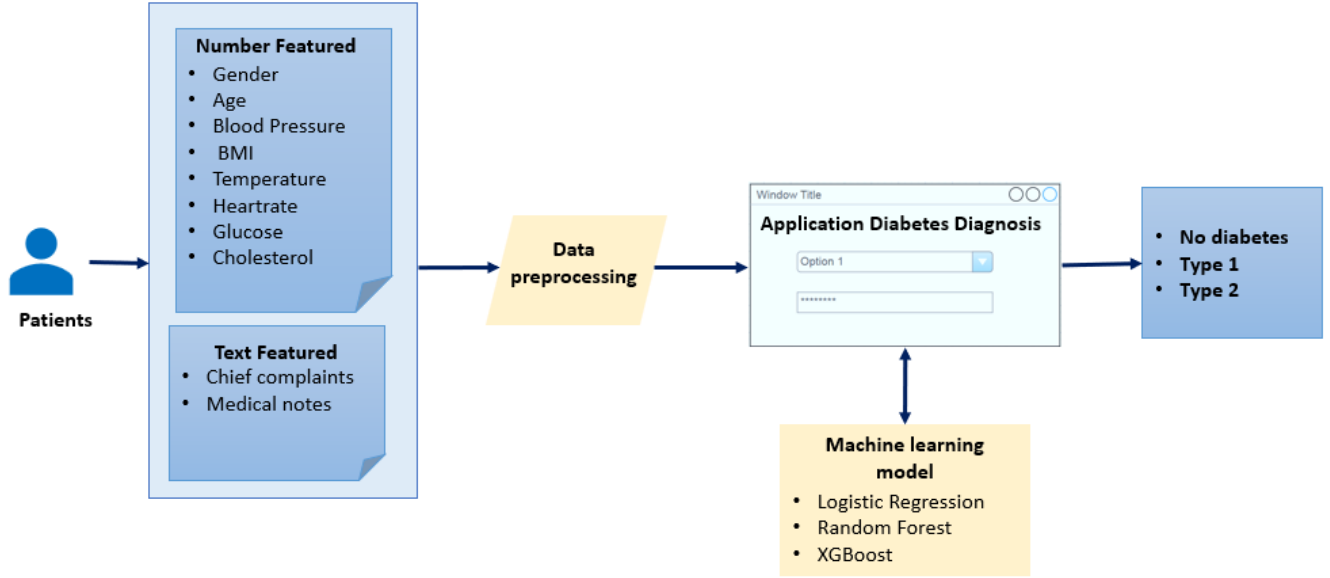 Patients
Number Featured
• Gender
• Age
• Blood Pressure
• BMI
• Temperature
• Heartrate
• Glucose
• Cholesterol
Text Featured
• Chief complaints
• Medical notes
Data
preprocessing
Window Title
Application Diabetes Diagnosis
Option 1
********
Machine learning
model
• Logistic Regression
• Random Forest
• XGBoost
• No diabetes
• Type 1
• Type 2